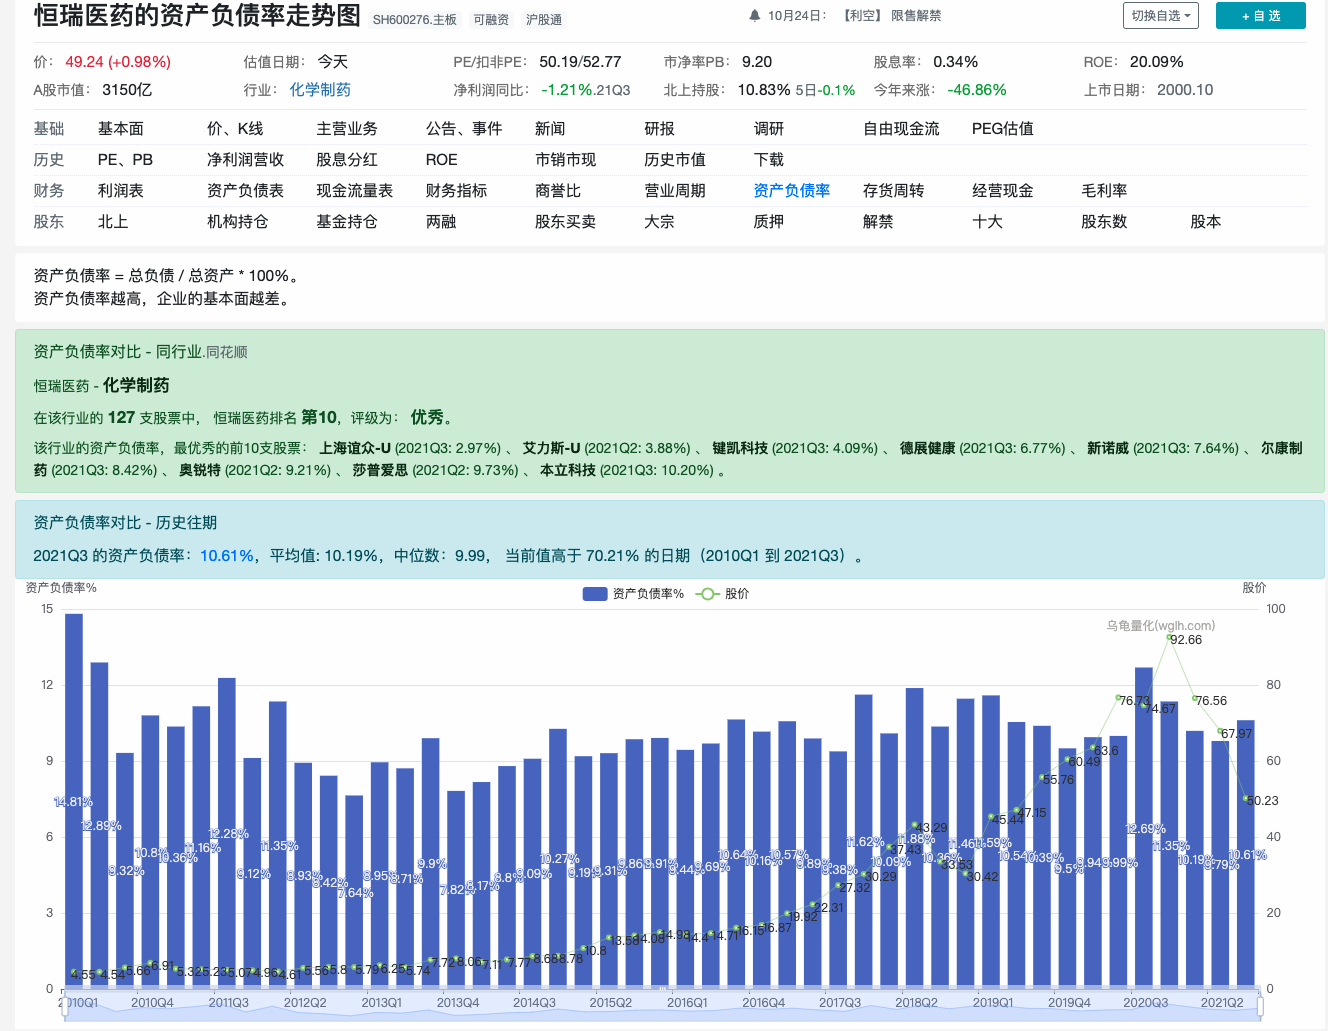 恒瑞医药的资产负债率走势图 SH600276.主板 可融资 沪股通 10月24日: 【利空】 限售解禁 切换自选 +自选
价: 49.24 (+0.98%) 估值日期: 今天 PE/扣非PE: 50.19/52.77 市净率PB: 9.20 股息率: 0.34% ROE: 20.09%
A股市值: 3150亿 行业: 化学制药 净利润同比: -1.21%.21Q3 北上持股: 10.83% 5日-0.1% 今年来涨: -46.86% 上市日期: 2000.10
基础 基本面 价、K线 主营业务 公告、事件 新闻 研报 调研 自由现金流 PEG估值
历史 PE、PB 净利润营收 股息分红 ROE 市销市现 历史市值 下载
财务 利润表 资产负债表 现金流量表 财务指标 商誉比 营业周期 资产负债率 存货周转 经营现金 毛利率
股东 北上 机构持仓 基金持仓 两融 股东买卖 大宗 质押 解禁 十大 股东数 股本
资产负债率 = 总负债 / 总资产 * 100%。
资产负债率越高，企业的基本面越差。
资产负债率对比 - 同行业.同花顺
恒瑞医药 - 化学制药
在该行业的 127 支股票中， 恒瑞医药排名 第10，评级为： 优秀。
该行业的资产负债率，最优秀的前10支股票： 上海谊众-U (2021Q3: 2.97%) 、 艾力斯-U (2021Q2: 3.88%) 、 键凯科技 (2021Q3: 4.09%) 、 德展健康 (2021Q3: 6.77%) 、 新诺威 (2021Q3: 7.64%) 、 尔康制
药 (2021Q3: 8.42%) 、 奥锐特 (2021Q2: 9.21%) 、 莎普爱思 (2021Q2: 9.73%) 、 本立科技 (2021Q3: 10.20%) 。
资产负债率对比 - 历史往期
2021Q3 的资产负债率：10.61%，平均值: 10.19%，中位数：9.99， 当前值高于 70.21% 的日期（2010Q1 到 2021Q3）。
资产负债率% 资产负债率% 股价 股价
乌龟量化(wglh.com)
15 100
12 80
9 60
6 40
3 20
0 0
14.81% 12.89% 9.32% 10.8% 10.36% 11.16% 12.28% 9.12% 11.35% 8.93% 8.42% 7.64% 8.95% 8.71% 9.9% 7.82% 8.17% 8.8% 9.09% 10.27% 9.19% 9.31% 9.86% 9.91% 9.44% 9.69% 10.64% 10.16% 10.57% 9.89% 9.38% 11.62% 10.09% 11.88% 10.36% 11.46% 11.59% 10.54% 10.39% 9.5% 9.94% 9.99% 12.69% 11.35% 10.19% 9.79% 10.61%
4.55 4.54 5.66 6.91 5.32 5.23 5.07 4.96 4.61 5.56 5.8 5.79 6.25 5.74 7.72 8.06 7.11 7.77 8.68 8.78 10.8 13.58 14.08 14.98 14.4 14.71 16.15 16.87 19.92 22.31 27.32 30.29 37.43 43.29 33.53 30.42 45.44 47.15 55.76 60.49 63.6 76.73 74.67 92.66 76.56 67.97 50.23
2010Q1 2010Q4 2011Q3 2012Q2 2013Q1 2013Q4 2014Q3 2015Q2 2016Q1 2016Q4 2017Q3 2018Q2 2019Q1 2019Q4 2020Q3 2021Q2